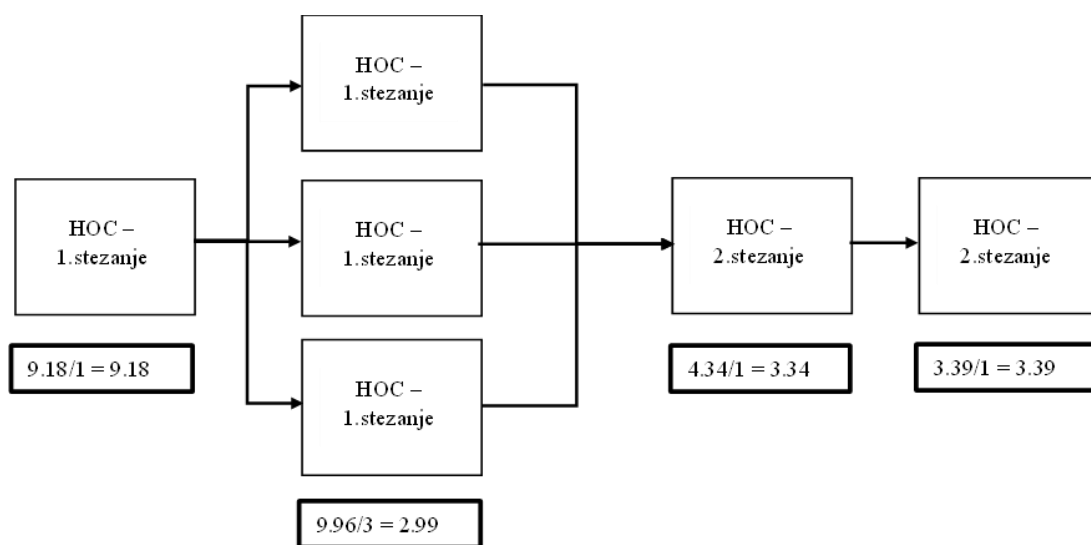 HOC –
1.stezanje
HOC –
1.stezanje
9.18/1 = 9.18
HOC –
1.stezanje
HOC –
1.stezanje
9.96/3 = 2.99
HOC –
2.stezanje
4.34/1 = 3.34
HOC –
2.stezanje
3.39/1 = 3.39